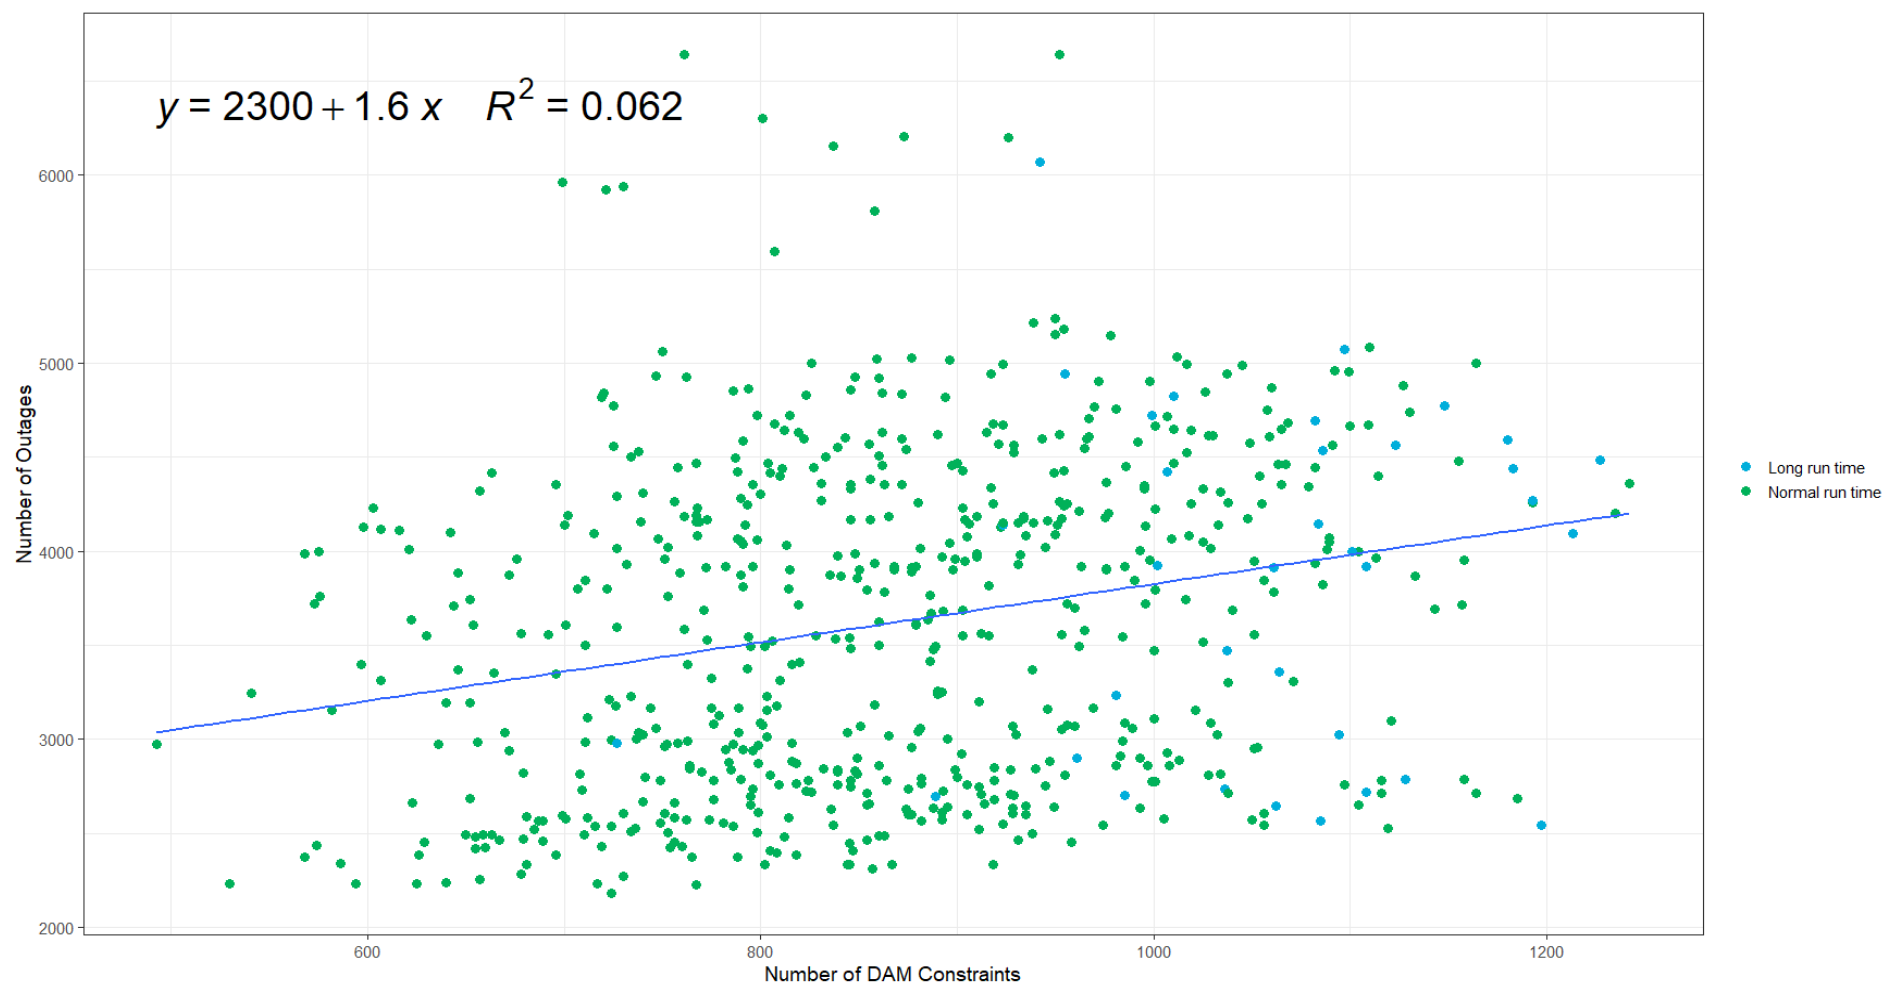 y = 2300 + 1.6 x R² = 0.062
6000
5000
4000
3000
2000
Number of Outages
600 800 1000 1200
Number of DAM Constraints
Long run time
Normal run time